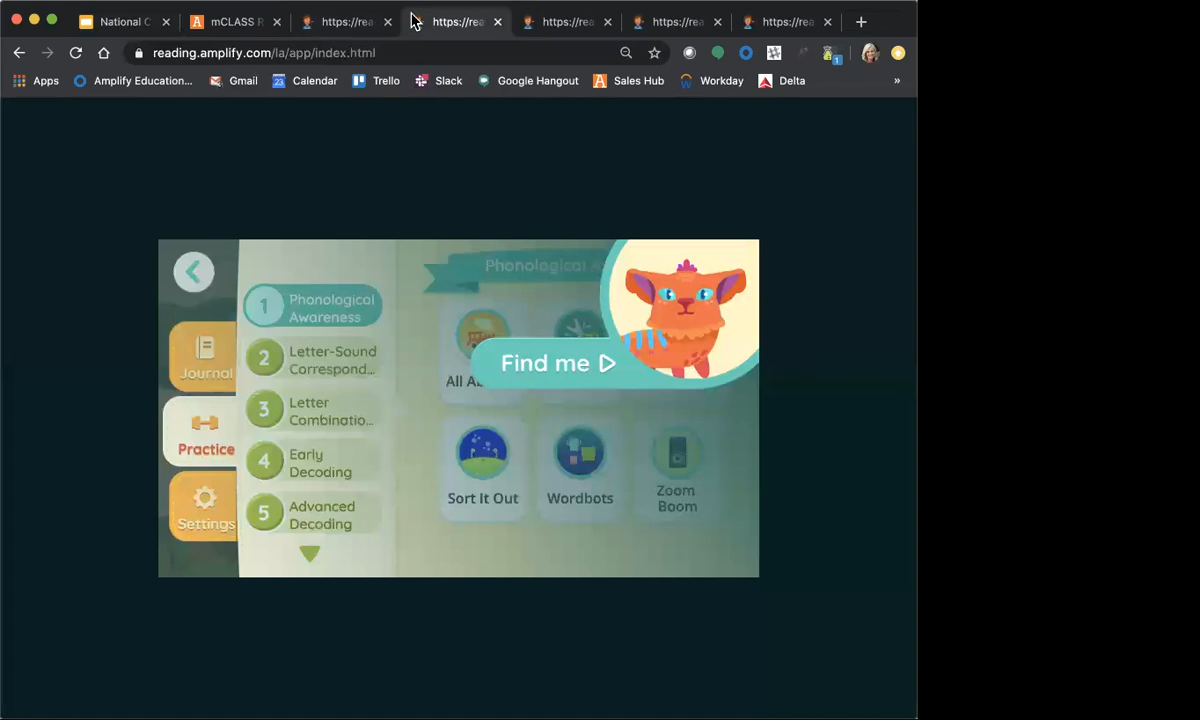 National C
mCLASS R
https://rea
https://rea
https://rea
https://rea
https://rea
reading.amplify.com/la/app/index.html
1
Apps
Amplify Education...
Gmail
23
Calendar
Trello
Slack
Google Hangout
Sales Hub
Workday
Delta
»
Phonological A
1
Phonological
Awareness
2
Letter-Sound
Correspond...
3
Letter
Combinatio...
4
Early
Decoding
5
Advanced
Decoding
Journal
Practice
Settings
Find me
All A
Sort It Out
Wordbots
Zoom
Boom